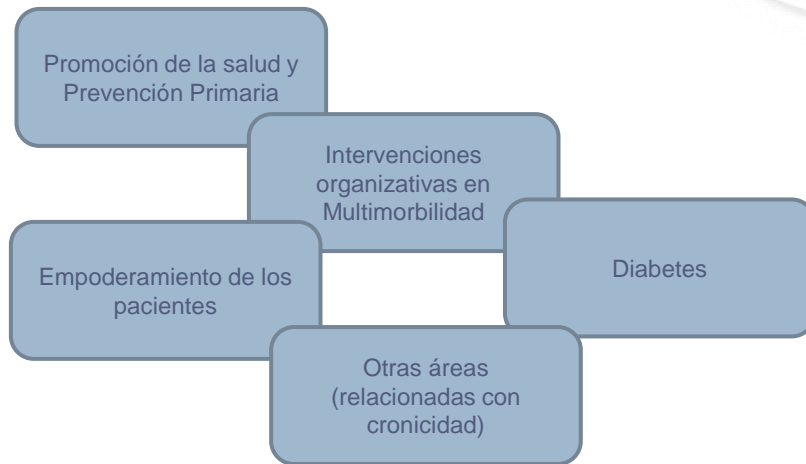 Promoción de la salud y
Prevención Primaria
Intervenciones
organizativas en
Multimorbilidad
Empoderamiento de los
pacientes
Diabetes
Otras áreas
(relacionadas con
cronicidad)